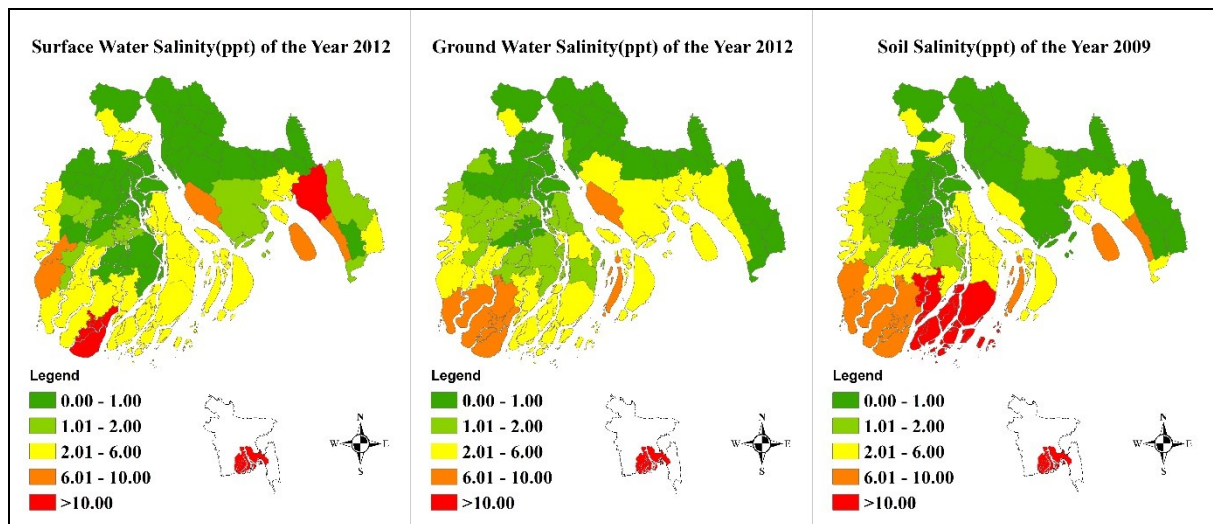 Surface Water Salinity(ppt) of the Year 2012
Legend
0.00 - 1.00
1.01 - 2.00
2.01 - 6.00
6.01 - 10.00
>10.00
N
W E
S
Ground Water Salinity(ppt) of the Year 2012
Legend
0.00 - 1.00
1.01 - 2.00
2.01 - 6.00
6.01 - 10.00
>10.00
N
W E
S
Soil Salinity(ppt) of the Year 2009
Legend
0.00 - 1.00
1.01 - 2.00
2.01 - 6.00
6.01 - 10.00
>10.00
N
W E
S